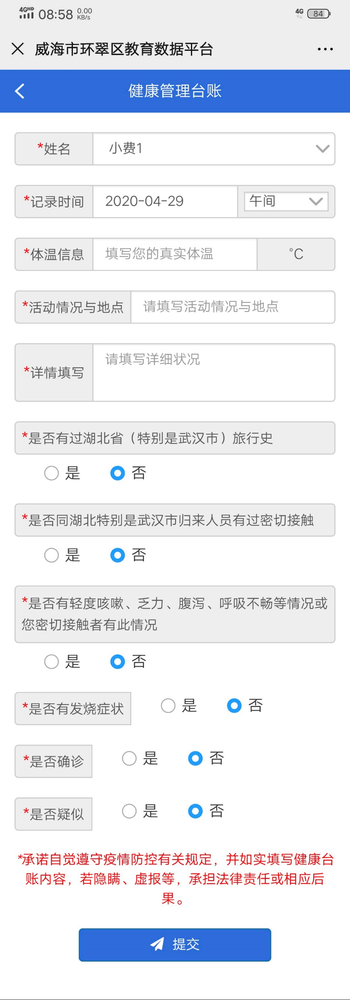 4GHD 08:58 0.00 KB/s 4G 84
威海市环翠区教育数据平台
健康管理台账
*姓名 小费1
*记录时间 2020-04-29 午间
*体温信息 填写您的真实体温 °C
*活动情况与地点 请填写活动情况与地点
*详情填写 请填写详细状况
*是否有过湖北省（特别是武汉市）旅行史
是 否
*是否同湖北特别是武汉市归来人员有过密切接触
是 否
*是否有轻度咳嗽、乏力、腹泻、呼吸不畅等情况或
您密切接触者有此情况
是 否
*是否有发烧症状 是 否
*是否确诊 是 否
*是否疑似 是 否
*承诺自觉遵守疫情防控有关规定，并如实填写健康台
账内容，若隐瞒、虚报等，承担法律责任或相应后
果。
提交